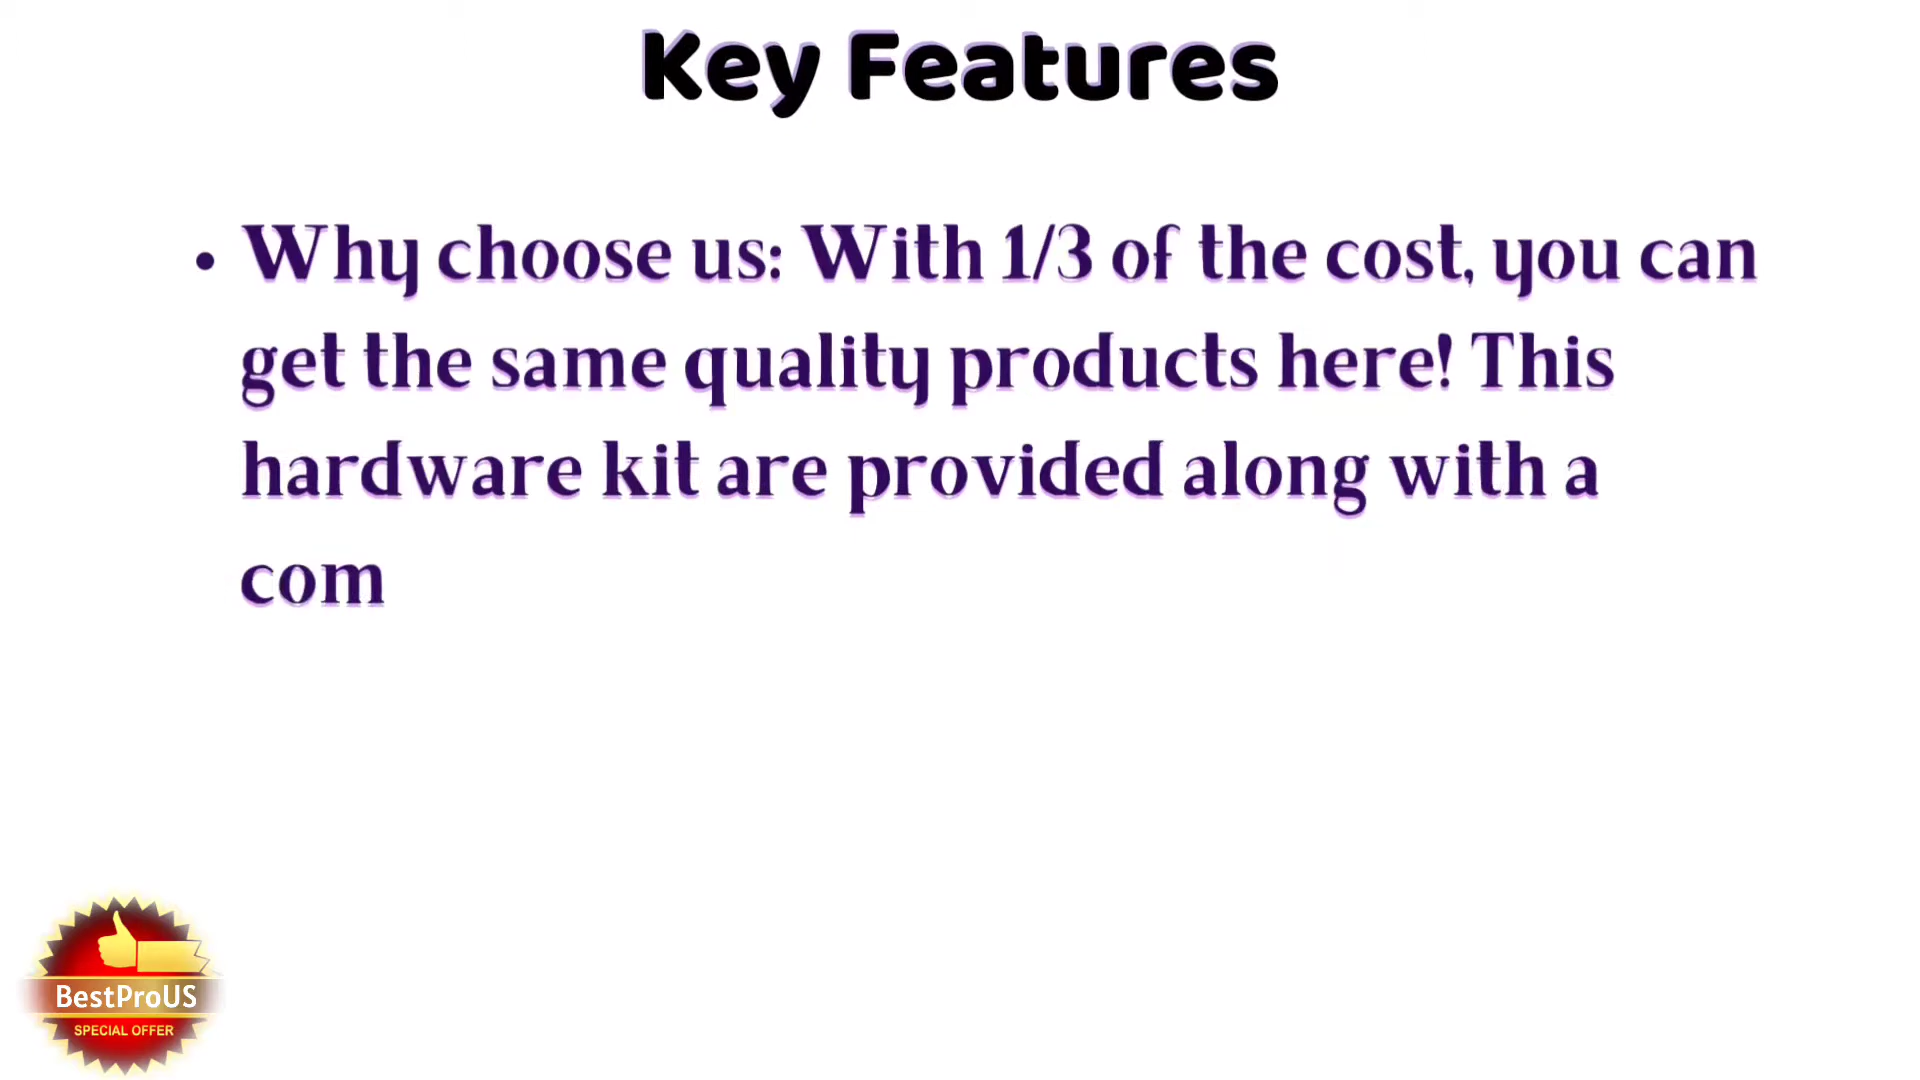 Key Features
• Why choose us: With 1/3 of the cost, you can
get the same quality products here! This
hardware kit are provided along with a
com
BestProUS
SPECIAL OFFER